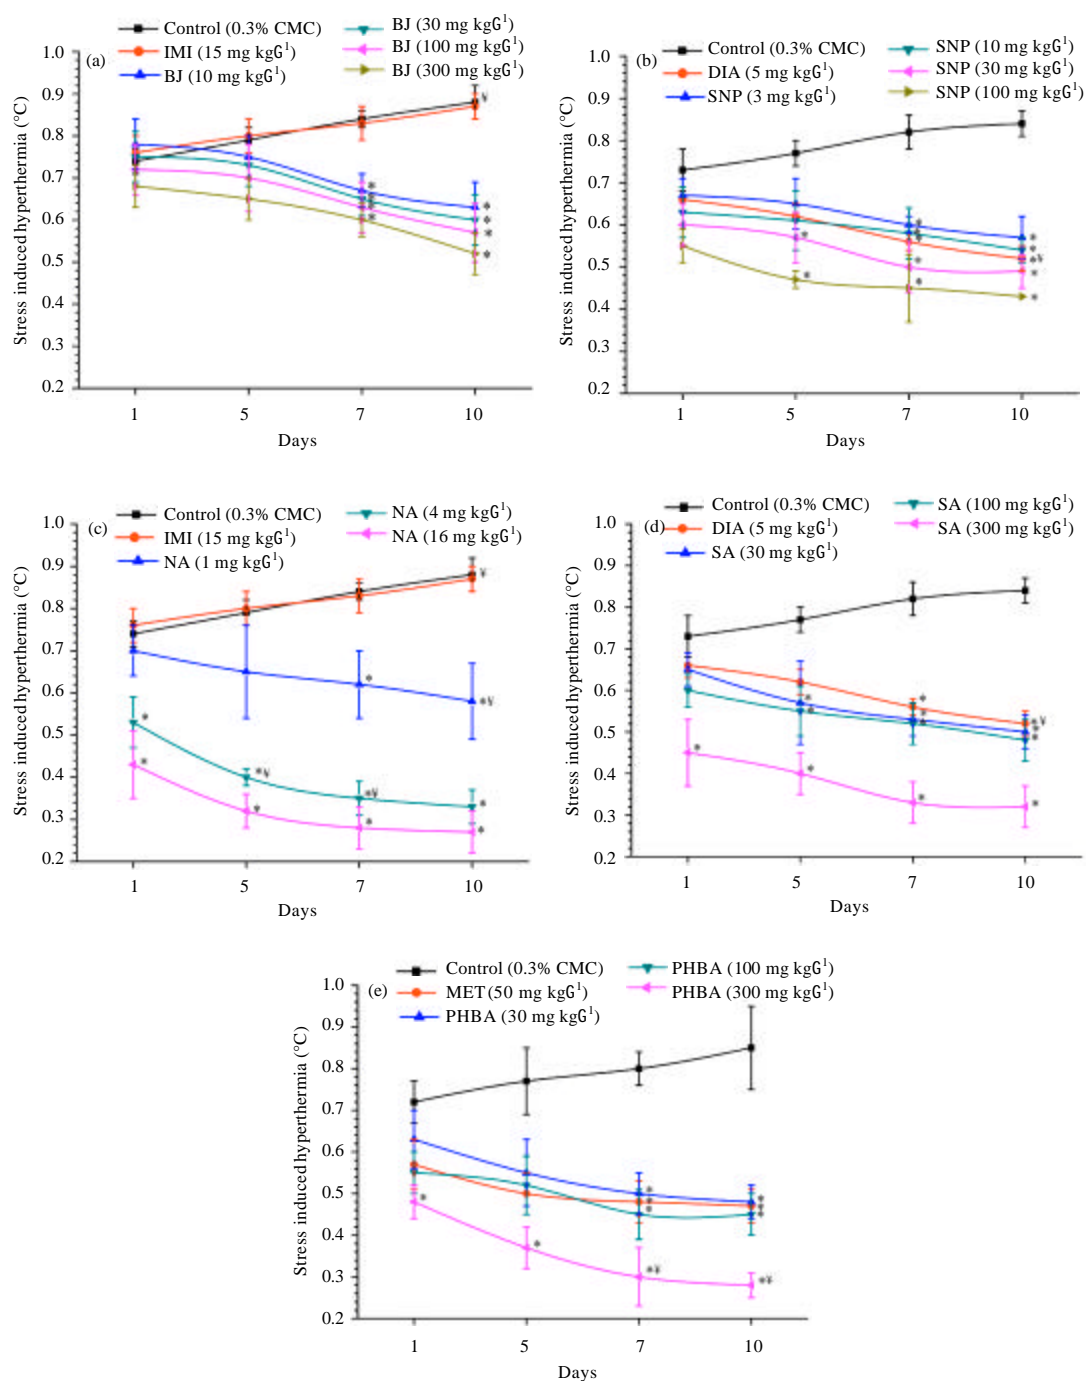 Control (0.3% CMC)
IMI (15 mg kgG¹)
BJ (10 mg kgG¹)
BJ (30 mg kgG¹)
BJ (100 mg kgG¹)
BJ (300 mg kgG¹)
(a)
Stress induced hyperthermia (°C)
1.0
0.9
0.8
0.7
0.6
0.5
0.4
0.3
0.2
¥
*
*
*
*
*
*
*
*
1 5 7 10
Days
Control (0.3% CMC)
DIA (5 mg kgG¹)
SNP (3 mg kgG¹)
SNP (10 mg kgG¹)
SNP (30 mg kgG¹)
SNP (100 mg kgG¹)
(b)
Stress induced hyperthermia (°C)
1.0
0.9
0.8
0.7
0.6
0.5
0.4
0.3
0.2
*
*
*
*
*
*
*
*
*
*¥
*
*
1 5 7 10
Days
Control (0.3% CMC)
IMI (15 mg kgG¹)
NA (1 mg kgG¹)
NA (4 mg kgG¹)
NA (16 mg kgG¹)
(c)
Stress induced hyperthermia (°C)
1.0
0.9
0.8
0.7
0.6
0.5
0.4
0.3
0.2
¥
*
*¥
*
*¥
*¥
*
*
*
*
*
1 5 7 10
Days
Control (0.3% CMC)
DIA (5 mg kgG¹)
SA (30 mg kgG¹)
SA (100 mg kgG¹)
SA (300 mg kgG¹)
(d)
Stress induced hyperthermia (°C)
1.0
0.9
0.8
0.7
0.6
0.5
0.4
0.3
0.2
*
*
*
*
*
*¥
*
*
*
*
*
*
1 5 7 10
Days
Control (0.3% CMC)
MET (50 mg kgG¹)
PHBA (30 mg kgG¹)
PHBA (100 mg kgG¹)
PHBA (300 mg kgG¹)
(e)
Stress induced hyperthermia (°C)
1.0
0.9
0.8
0.7
0.6
0.5
0.4
0.3
0.2
*
*
*
*
*
*
*
*
*¥
*¥
1 5 7 10
Days